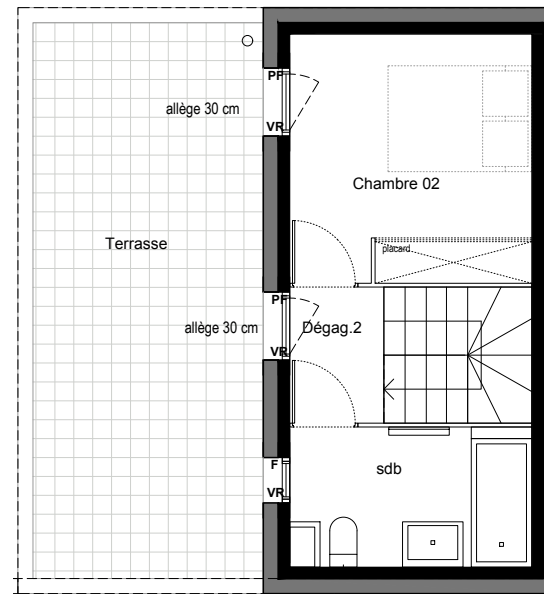 PF
allège 30 cm
VR
Chambre 02
Terrasse
placard
PF
allège 30 cm
Dégag.2
VR
F
sdb
VR